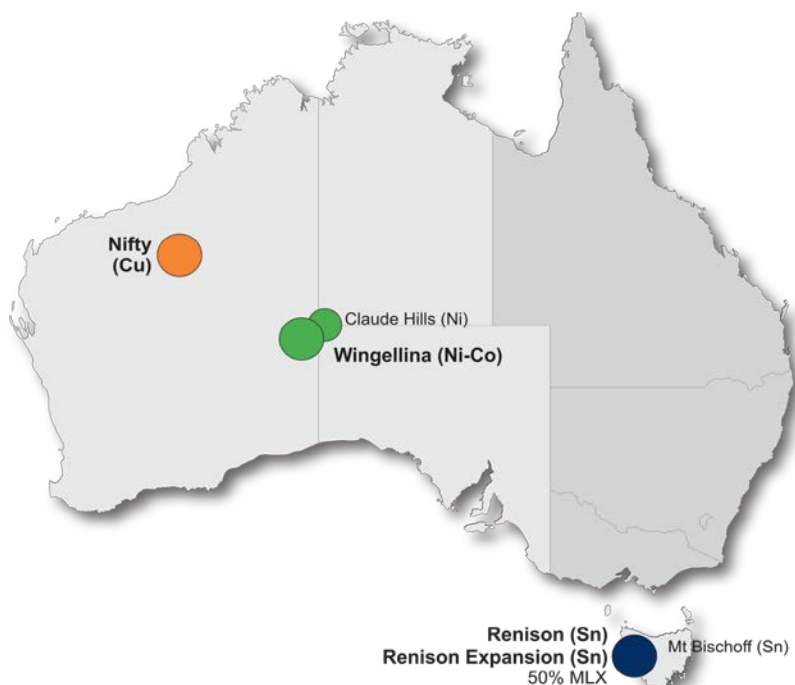 Nifty
(Cu)
Claude Hills (Ni)
Wingellina (Ni-Co)
Renison (Sn)
Mt Bischoff (Sn)
Renison Expansion (Sn)
50% MLX